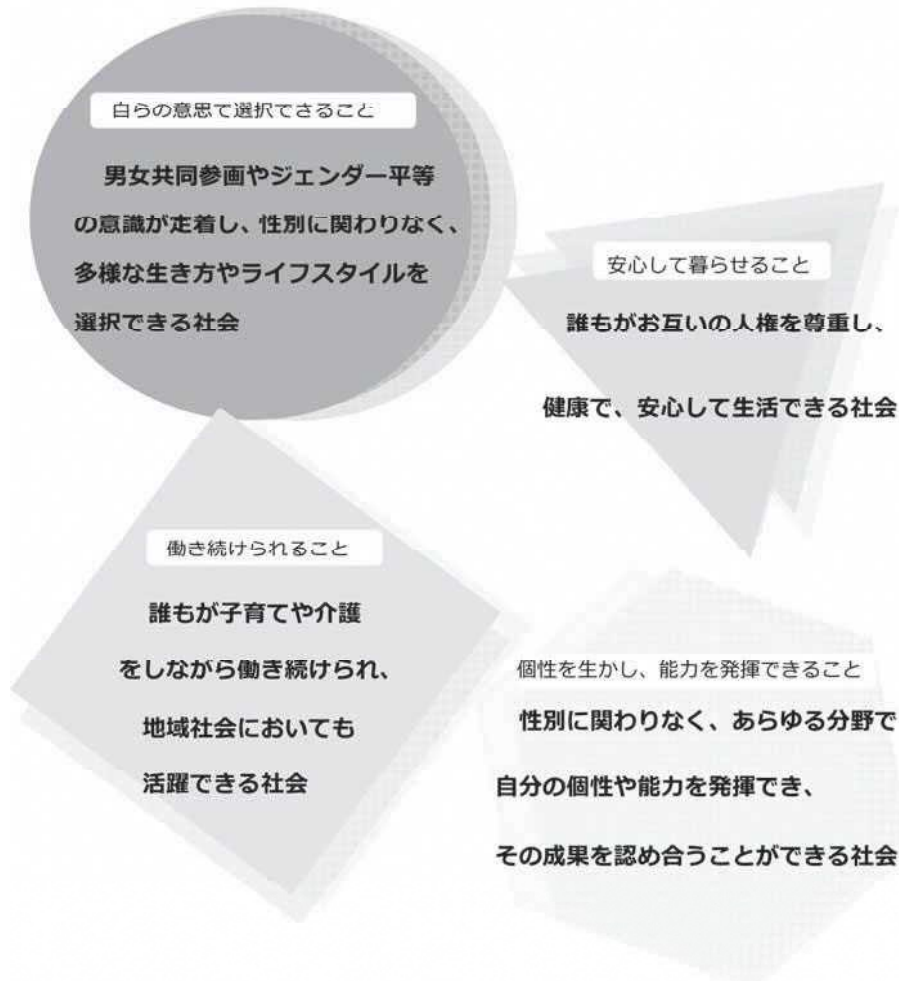 自らの意思で選択できること
男女共同参画やジェンダー平等
の意識が定着し、性別に関わりなく、
多様な生き方やライフスタイルを
選択できる社会
安心して暮らせること
誰もがお互いの人権を尊重し、
健康で、安心して生活できる社会
働き続けられること
誰もが子育てや介護
をしながら働き続けられ、
地域社会においても
活躍できる社会
個性を生かし、能力を発揮できること
性別に関わりなく、あらゆる分野で
自分の個性や能力を発揮でき、
その成果を認め合うことができる社会